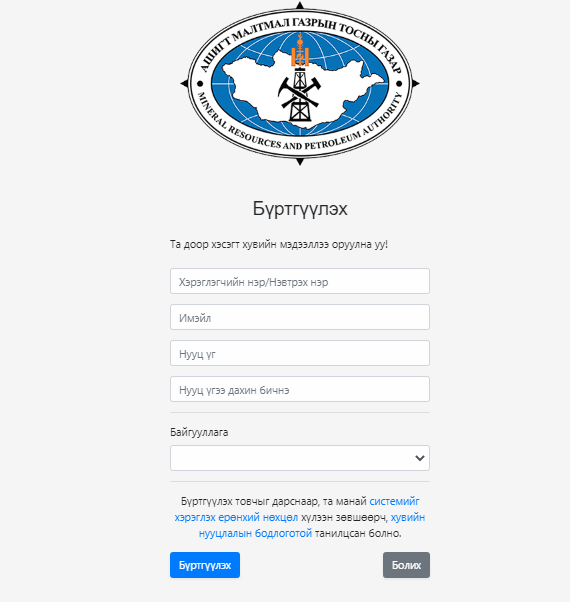 АШИГТ МАЛТМАЛ ГАЗРЫН ТОСНЫ ГАЗАР
MINERAL RESOURCES AND PETROLEUM AUTHORITY
Бүртгүүлэх
Та доор хэсэгт хувийн мэдээллээ оруулна уу!
Хэрэглэгчийн нэр/Нэвтрэх нэр
Имэйл
Нууц үг
Нууц үгээ дахин бичнэ
Байгууллага
Бүртгүүлэх товчыг дарснаар, та манай системийг
хэрэглэх ерөнхий нөхцөл хүлээн зөвшөөрч, хувийн
нууцлалын бодлоготой танилцсан болно.
Бүртгүүлэх
Болих